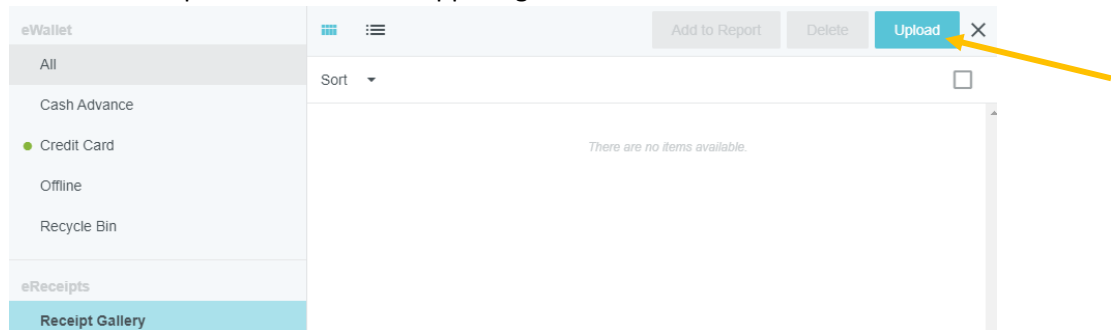 eWallet
Add to Report Delete Upload
All
Sort
Cash Advance
Credit Card
There are no items available.
Offline
Recycle Bin
eReceipts
Receipt Gallery